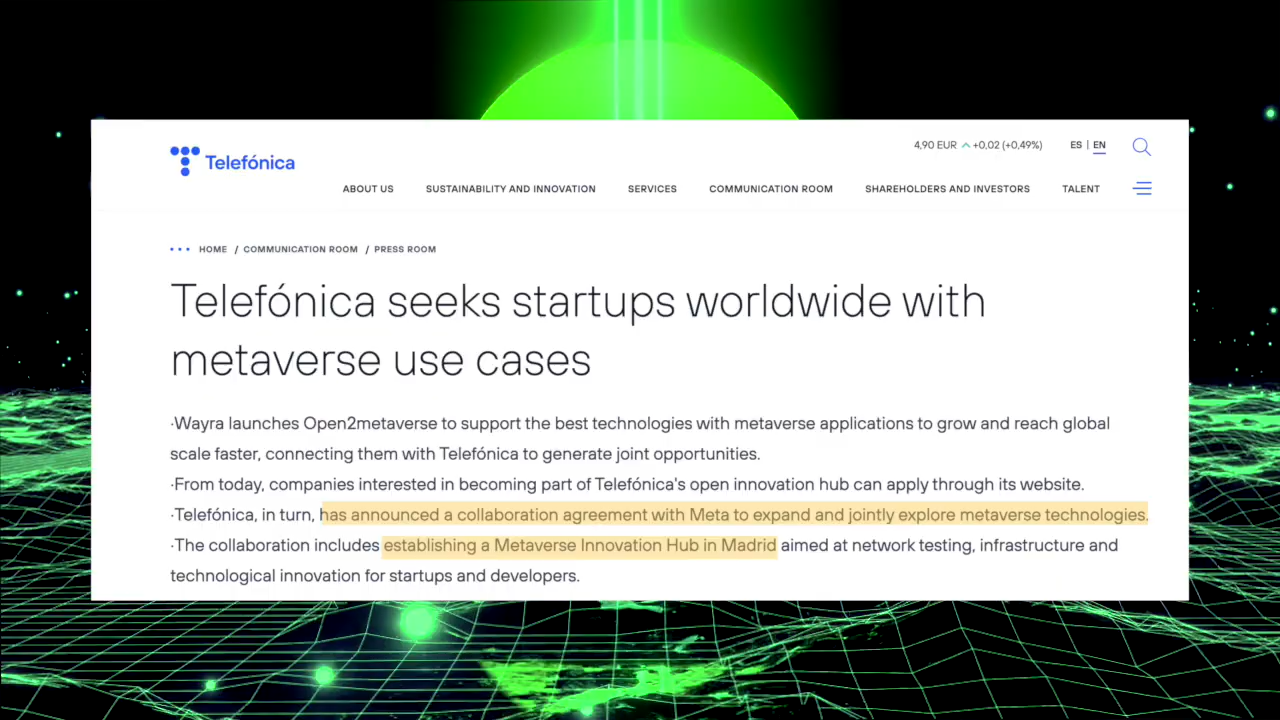 Telefónica
4,90 EUR +0,02 (+0,49%)
ES | EN
ABOUT US SUSTAINABILITY AND INNOVATION SERVICES COMMUNICATION ROOM SHAREHOLDERS AND INVESTORS TALENT
HOME / COMMUNICATION ROOM / PRESS ROOM
Telefónica seeks startups worldwide with
metaverse use cases
·Wayra launches Open2metaverse to support the best technologies with metaverse applications to grow and reach global
scale faster, connecting them with Telefónica to generate joint opportunities.
·From today, companies interested in becoming part of Telefónica's open innovation hub can apply through its website.
·Telefónica, in turn, has announced a collaboration agreement with Meta to expand and jointly explore metaverse technologies.
·The collaboration includes establishing a Metaverse Innovation Hub in Madrid aimed at network testing, infrastructure and
technological innovation for startups and developers.